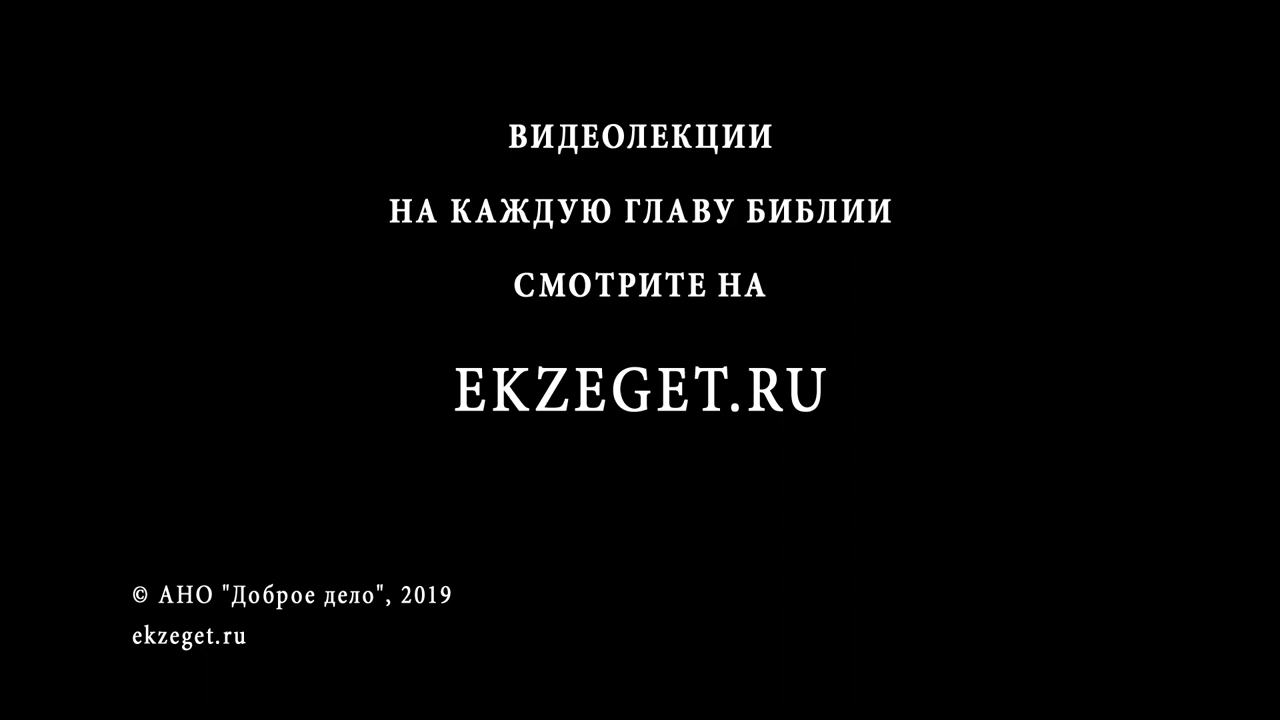 ВИДЕОЛЕКЦИИ
НА КАЖДУЮ ГЛАВУ БИБЛИИ
СМОТРИТЕ НА
EKZEGET.RU
© АНО "Доброе дело", 2019
ekzeget.ru